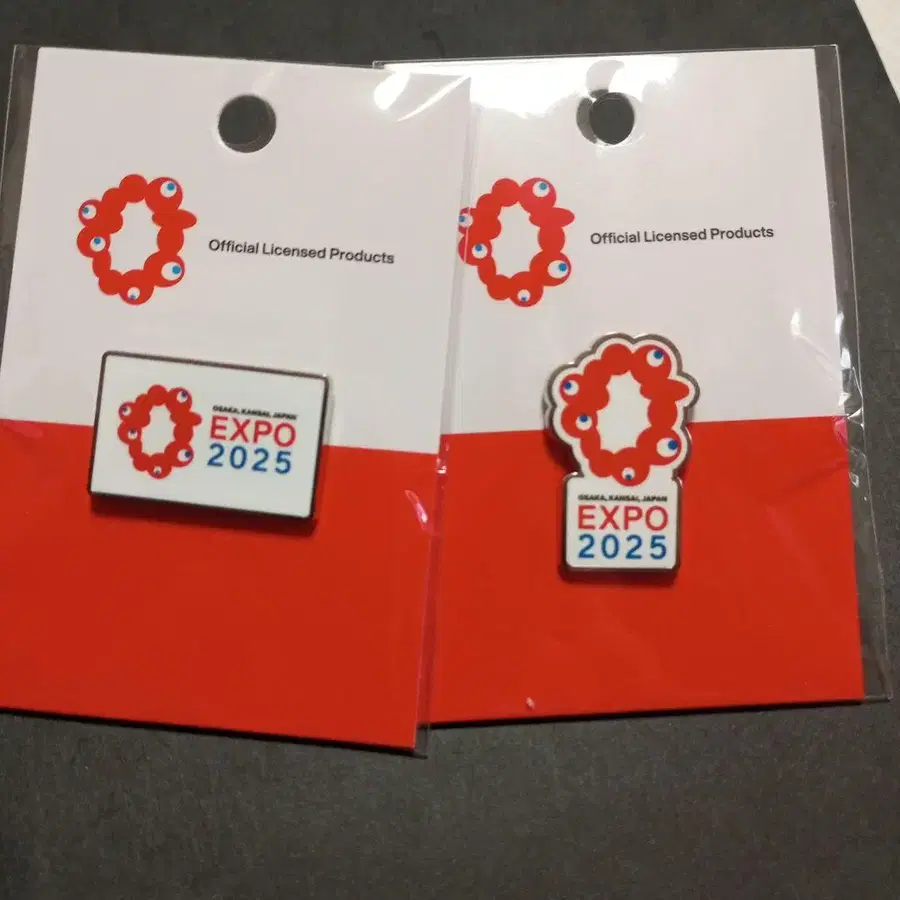 Official Licensed Products
OSAKA, KANSAI, JAPAN
EXPO
2025
Official Licensed Products
OSAKA, KANSAI, JAPAN
EXPO
2025